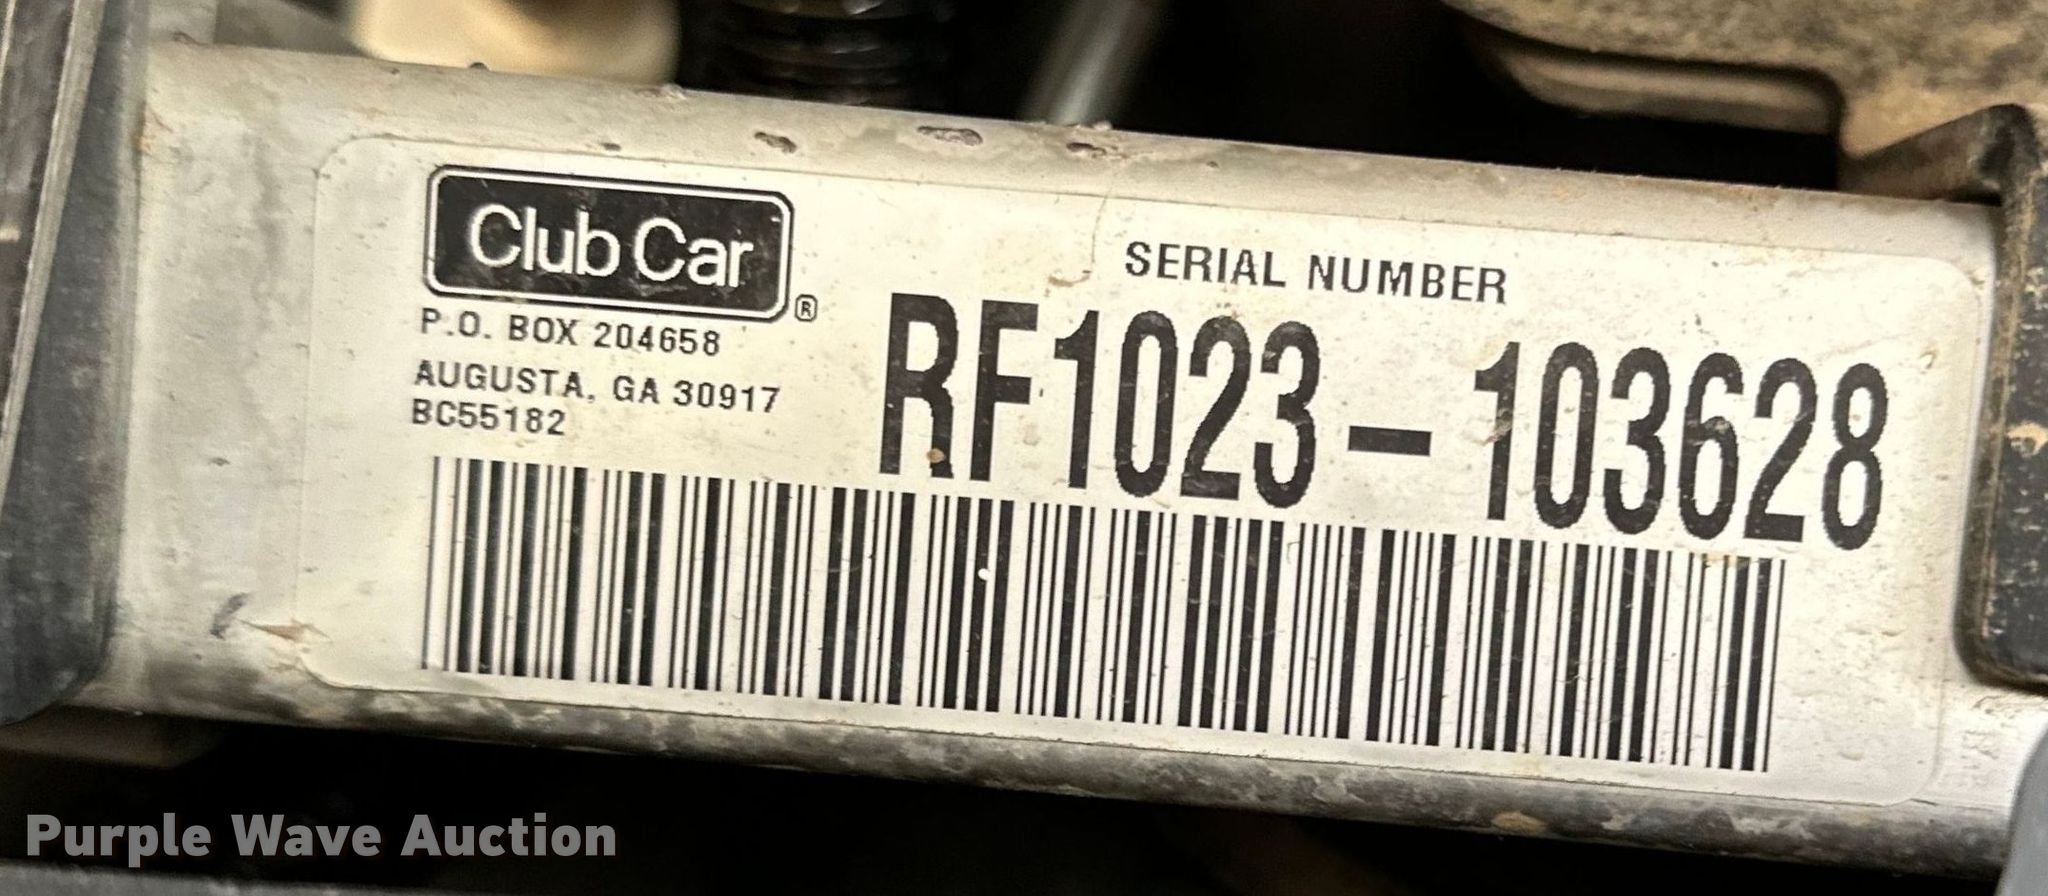 Club Car
®
P.O. BOX 204658
AUGUSTA, GA 30917
BC55182
SERIAL NUMBER
RF1023-103628
Purple Wave Auction